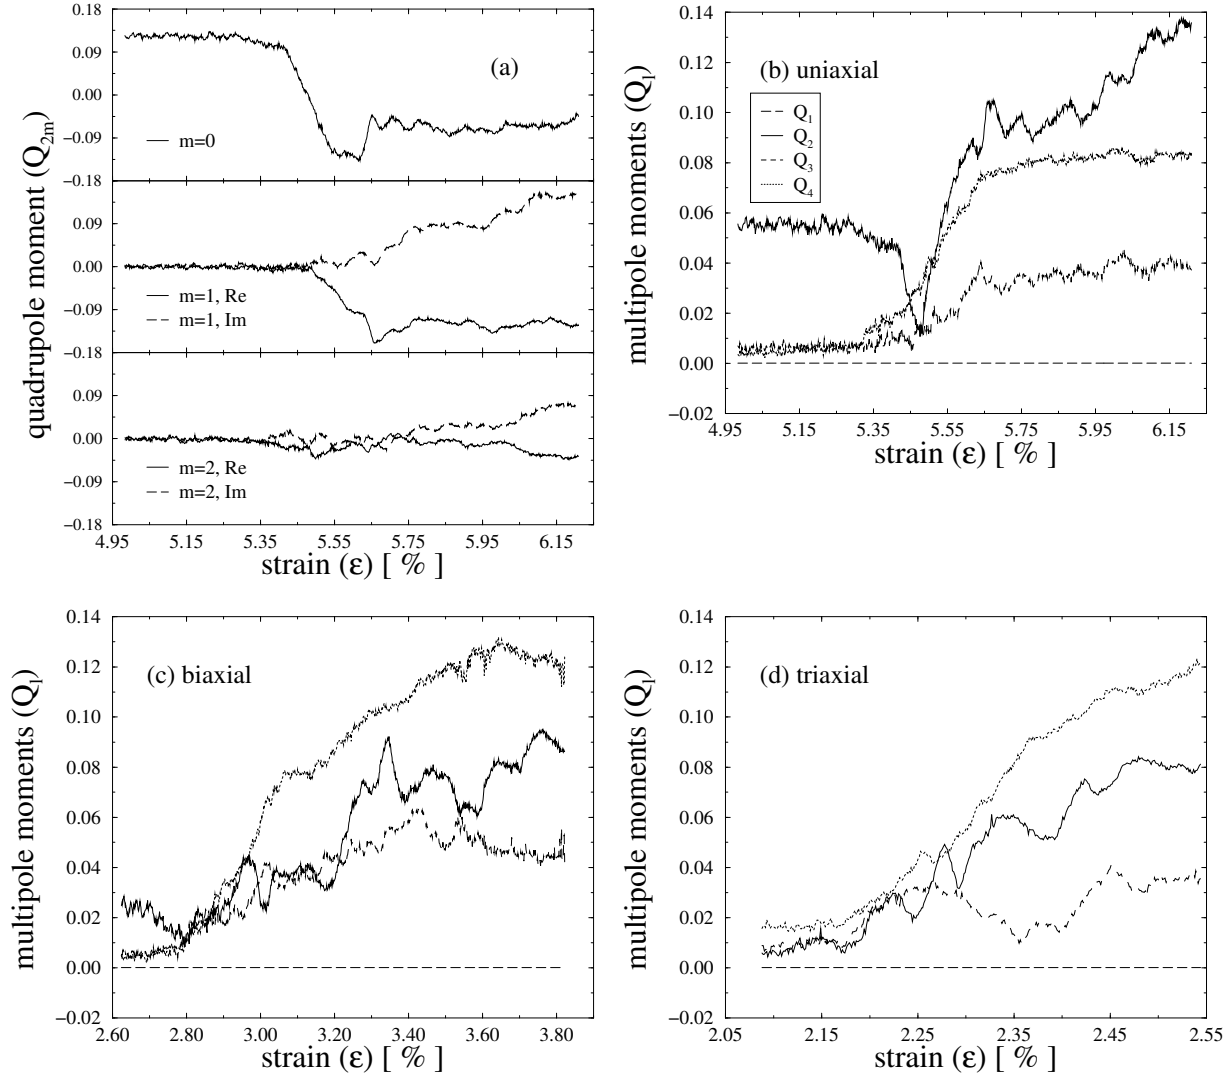 0.18
0.09
0.00
−0.09
−0.18
(a)
m=0
0.09
0.00
−0.09
−0.18
m=1, Re
m=1, Im
0.09
0.00
−0.09
−0.18
m=2, Re
m=2, Im
4.95 5.15 5.35 5.55 5.75 5.95 6.15
strain (ε) [ % ]
quadrupole moment (Q2m)
0.14
0.12
0.10
0.08
0.06
0.04
0.02
0.00
−0.02
(b) uniaxial
Q1
Q2
Q3
Q4
4.95 5.15 5.35 5.55 5.75 5.95 6.15
strain (ε) [ % ]
multipole moments (Ql)
0.14
0.12
0.10
0.08
0.06
0.04
0.02
0.00
−0.02
(c) biaxial
2.60 2.80 3.00 3.20 3.40 3.60 3.80
strain (ε) [ % ]
multipole moments (Ql)
0.14
0.12
0.10
0.08
0.06
0.04
0.02
0.00
−0.02
(d) triaxial
2.05 2.15 2.25 2.35 2.45 2.55
strain (ε) [ % ]
multipole moments (Ql)